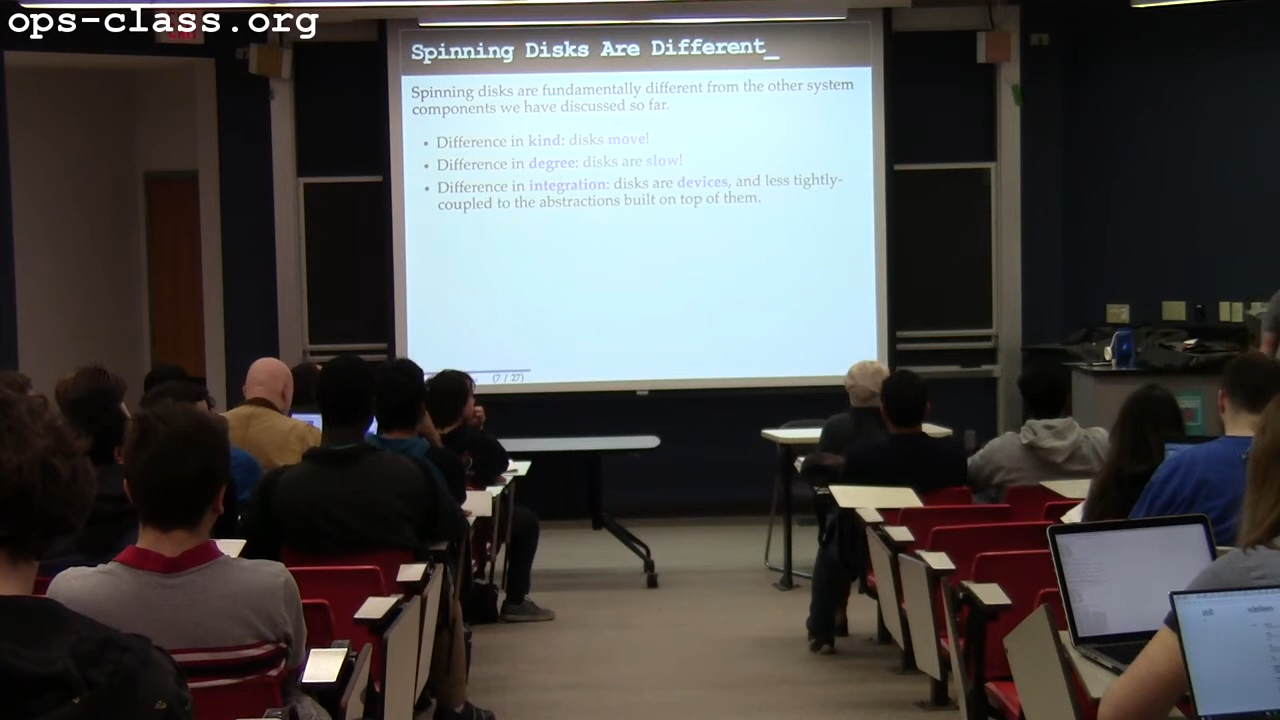 ops-class.org
Spinning Disks Are Different_
Spinning disks are fundamentally different from the other system
components we have discussed so far.
• Difference in kind: disks move!
• Difference in degree: disks are slow!
• Difference in integration: disks are devices, and less tightly-
coupled to the abstractions built on top of them.
(7 / 27)